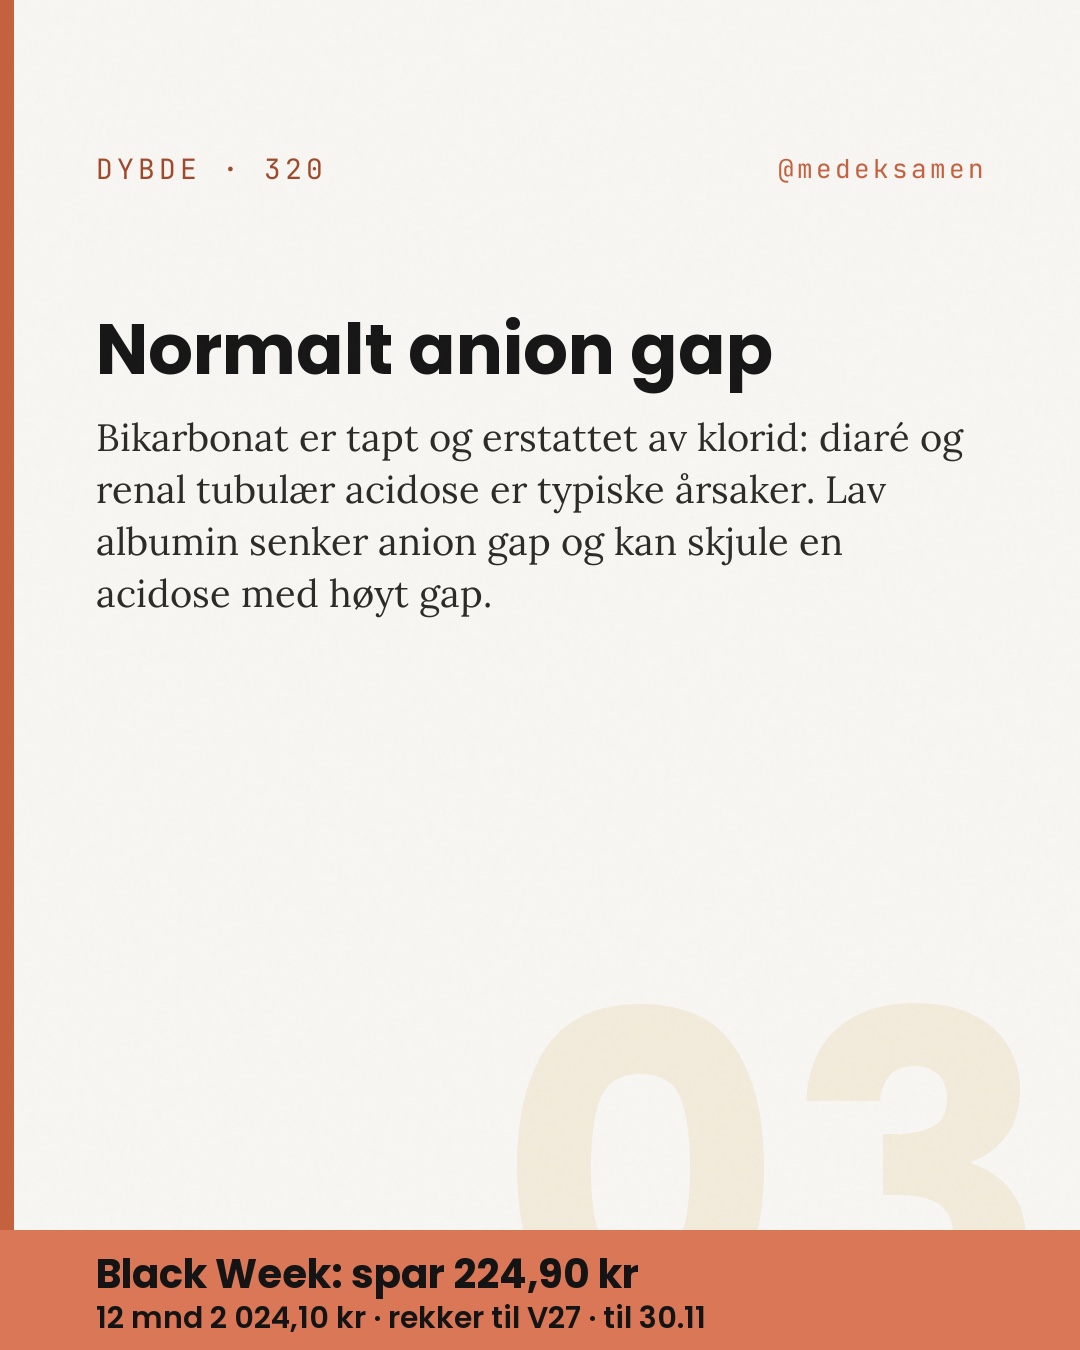 DYBDE · 320
@medeksamen
Normalt anion gap
Bikarbonat er tapt og erstattet av klorid: diaré og
renal tubulær acidose er typiske årsaker. Lav
albumin senker anion gap og kan skjule en
acidose med høyt gap.
03
Black Week: spar 224,90 kr
12 mnd 2 024,10 kr · rekker til V27 · til 30.11